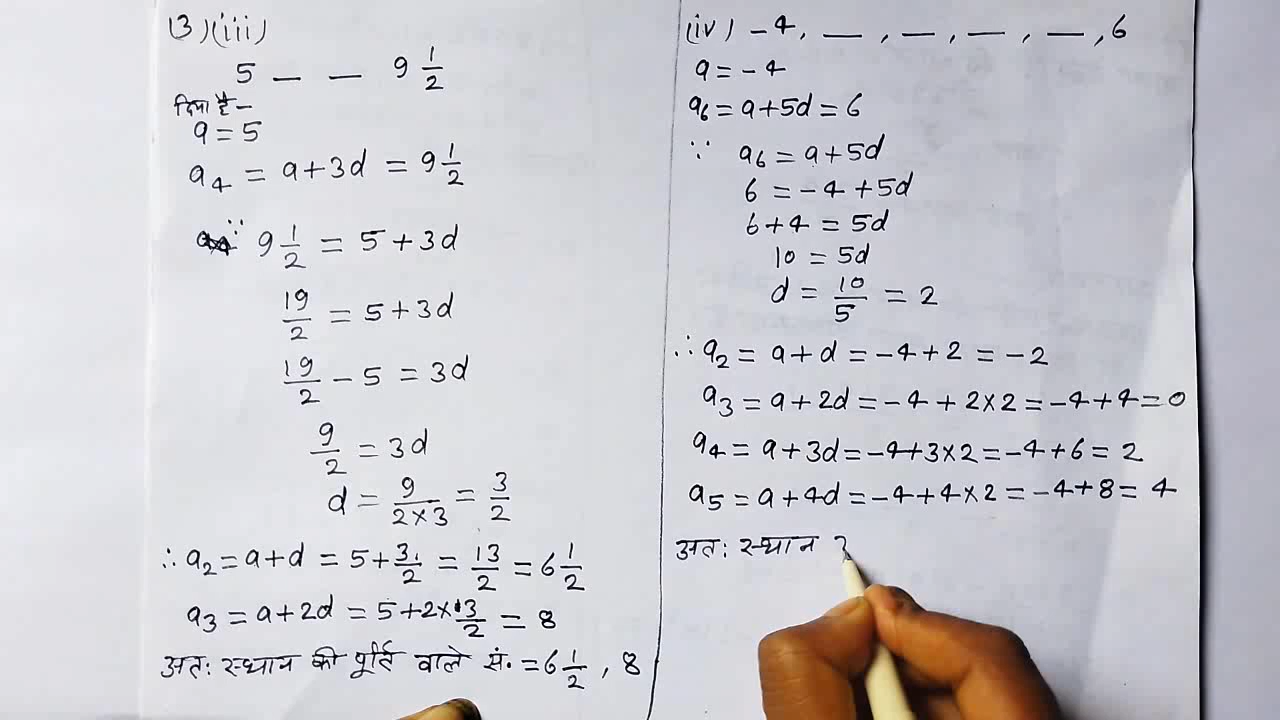 (3)(iii)
5 — — 9 1/2
दिया है-
a = 5
a₄ = a+3d = 9 1/2
∵ 9 1/2 = 5 + 3d
19/2 = 5+3d
19/2 - 5 = 3d
9/2 = 3d
d = 9/(2×3) = 3/2
∴ a₂ = a+d = 5+3/2 = 13/2 = 6 1/2
a₃ = a+2d = 5+2×3/2 = 8
अतः स्थान की पूर्ति वाले सं. = 6 1/2 , 8
(iv) -4, —, —, —, —, 6
a = -4
a₆ = a+5d = 6
∵ a₆ = a+5d
6 = -4+5d
6+4 = 5d
10 = 5d
d = 10/5 = 2
∴ a₂ = a+d = -4+2 = -2
a₃ = a+2d = -4+2×2 = -4+4 = 0
a₄ = a+3d = -4+3×2 = -4+6 = 2
a₅ = a+4d = -4+4×2 = -4+8 = 4
अतः स्थान